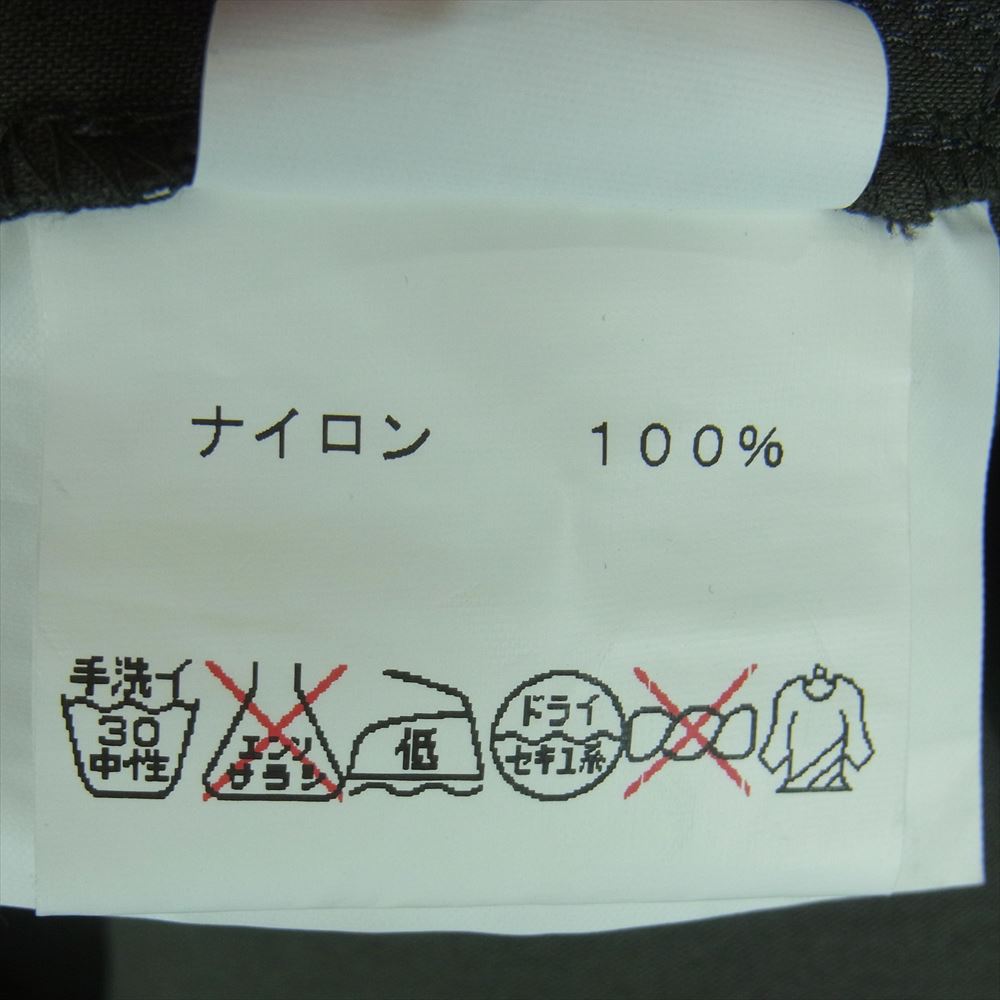 ナイロン 100%
手洗イ
30
中性
エンソ
サラシ
低
ドライ
セキユ系